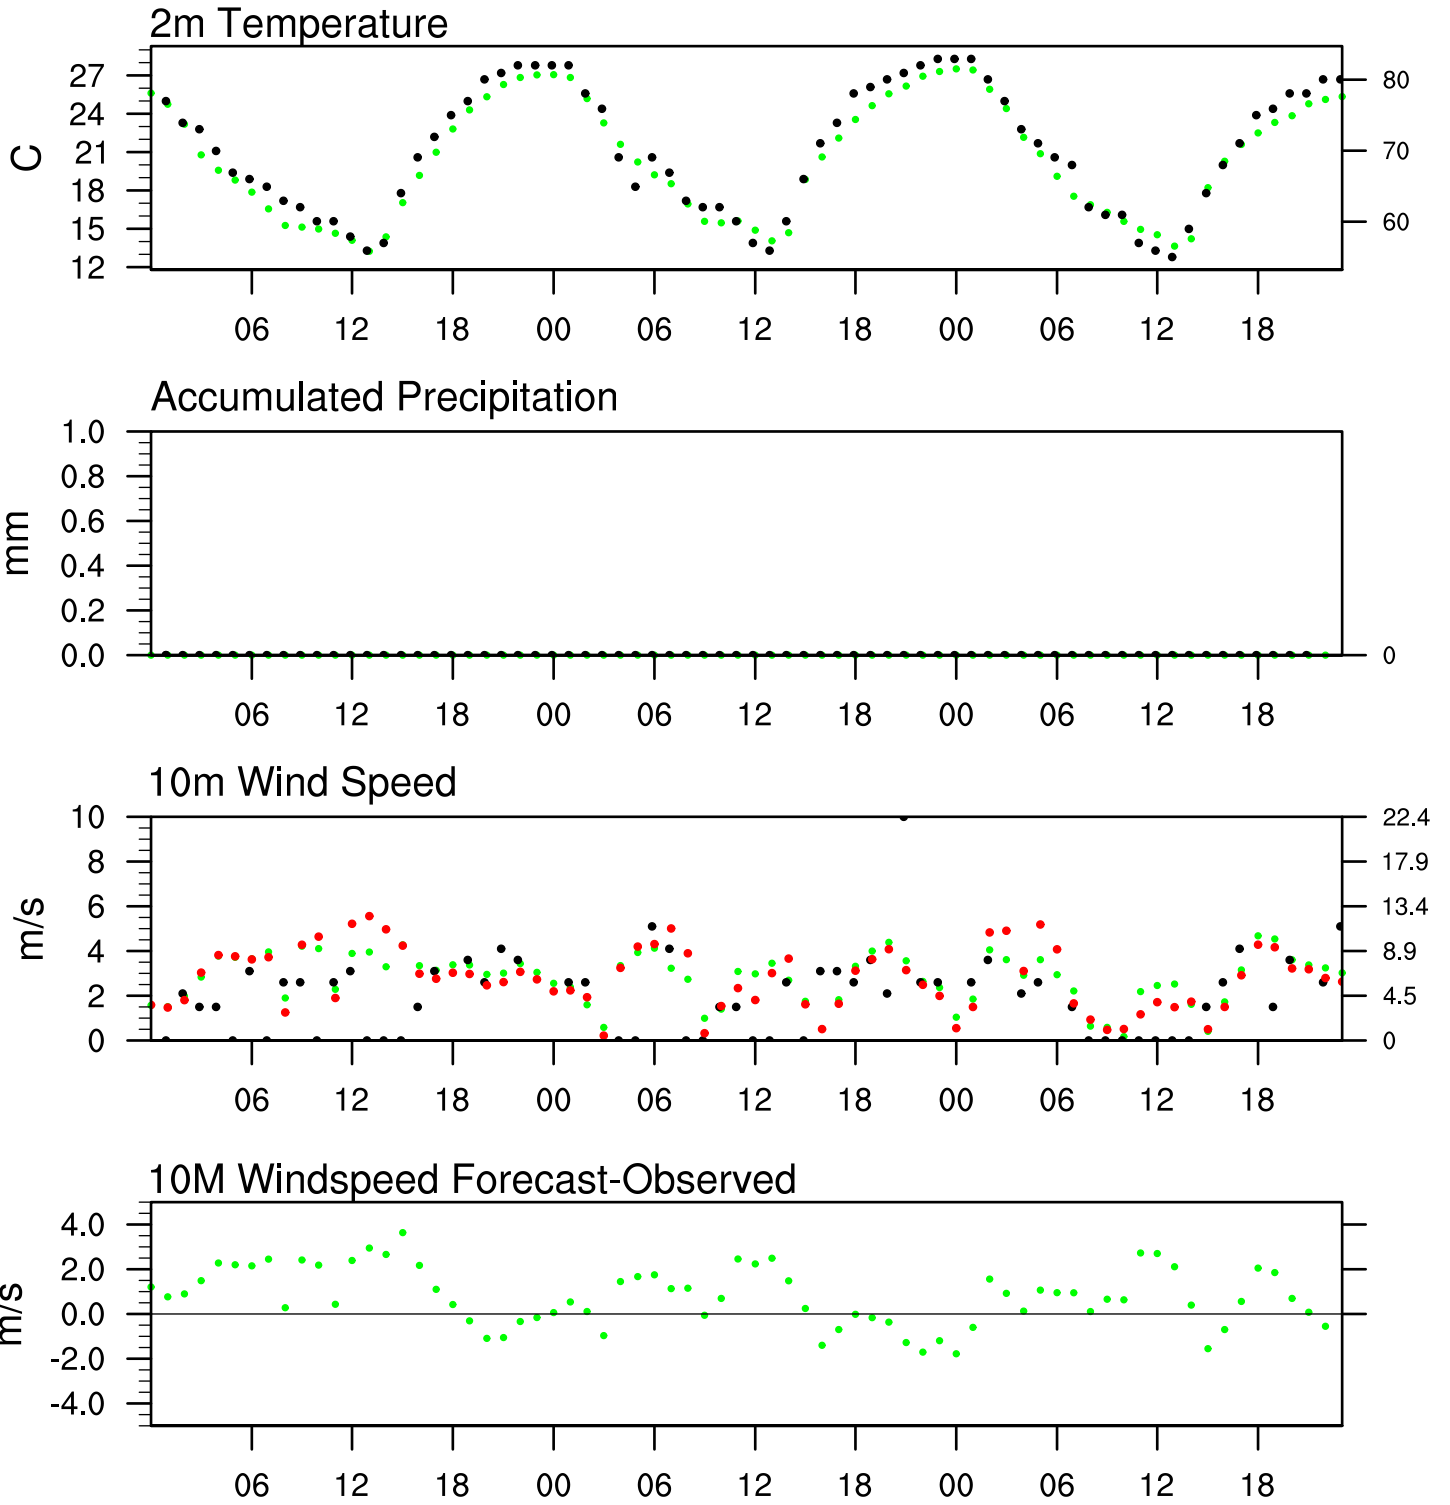 2m Temperature
27
24
21
18
15
12
C
80
70
60
06 12 18 00 06 12 18 00 06 12 18
Accumulated Precipitation
1.0
0.8
0.6
0.4
0.2
0.0
mm
0
06 12 18 00 06 12 18 00 06 12 18
10m Wind Speed
10
8
6
4
2
0
m/s
22.4
17.9
13.4
8.9
4.5
0
06 12 18 00 06 12 18 00 06 12 18
10M Windspeed Forecast-Observed
4.0
2.0
0.0
-2.0
-4.0
m/s
06 12 18 00 06 12 18 00 06 12 18